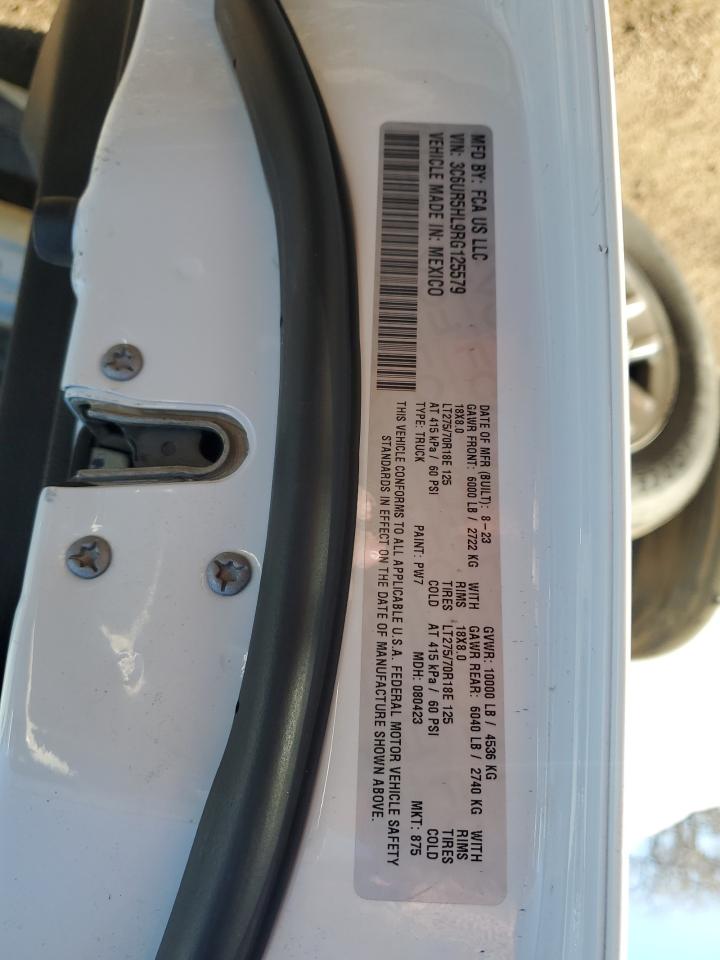 MFD BY: FCA US LLC
VIN: 3C6UR5HL9RG125579
VEHICLE MADE IN: MEXICO
DATE OF MFR (BUILT): 8-23 GVWR: 10000 LB / 4536 KG
GAWR FRONT: 6000 LB / 2722 KG WITH GAWR REAR: 6040 LB / 2740 KG WITH
18X8.0 RIMS 18X8.0 RIMS
LT275/70R18E 125 TIRES LT275/70R18E 125 TIRES
AT 415 kPa / 60 PSI COLD AT 415 kPa / 60 PSI COLD
TYPE: TRUCK PAINT: PW7 MDH: 080423 MKT: 875
THIS VEHICLE CONFORMS TO ALL APPLICABLE U.S.A. FEDERAL MOTOR VEHICLE SAFETY
STANDARDS IN EFFECT ON THE DATE OF MANUFACTURE SHOWN ABOVE.